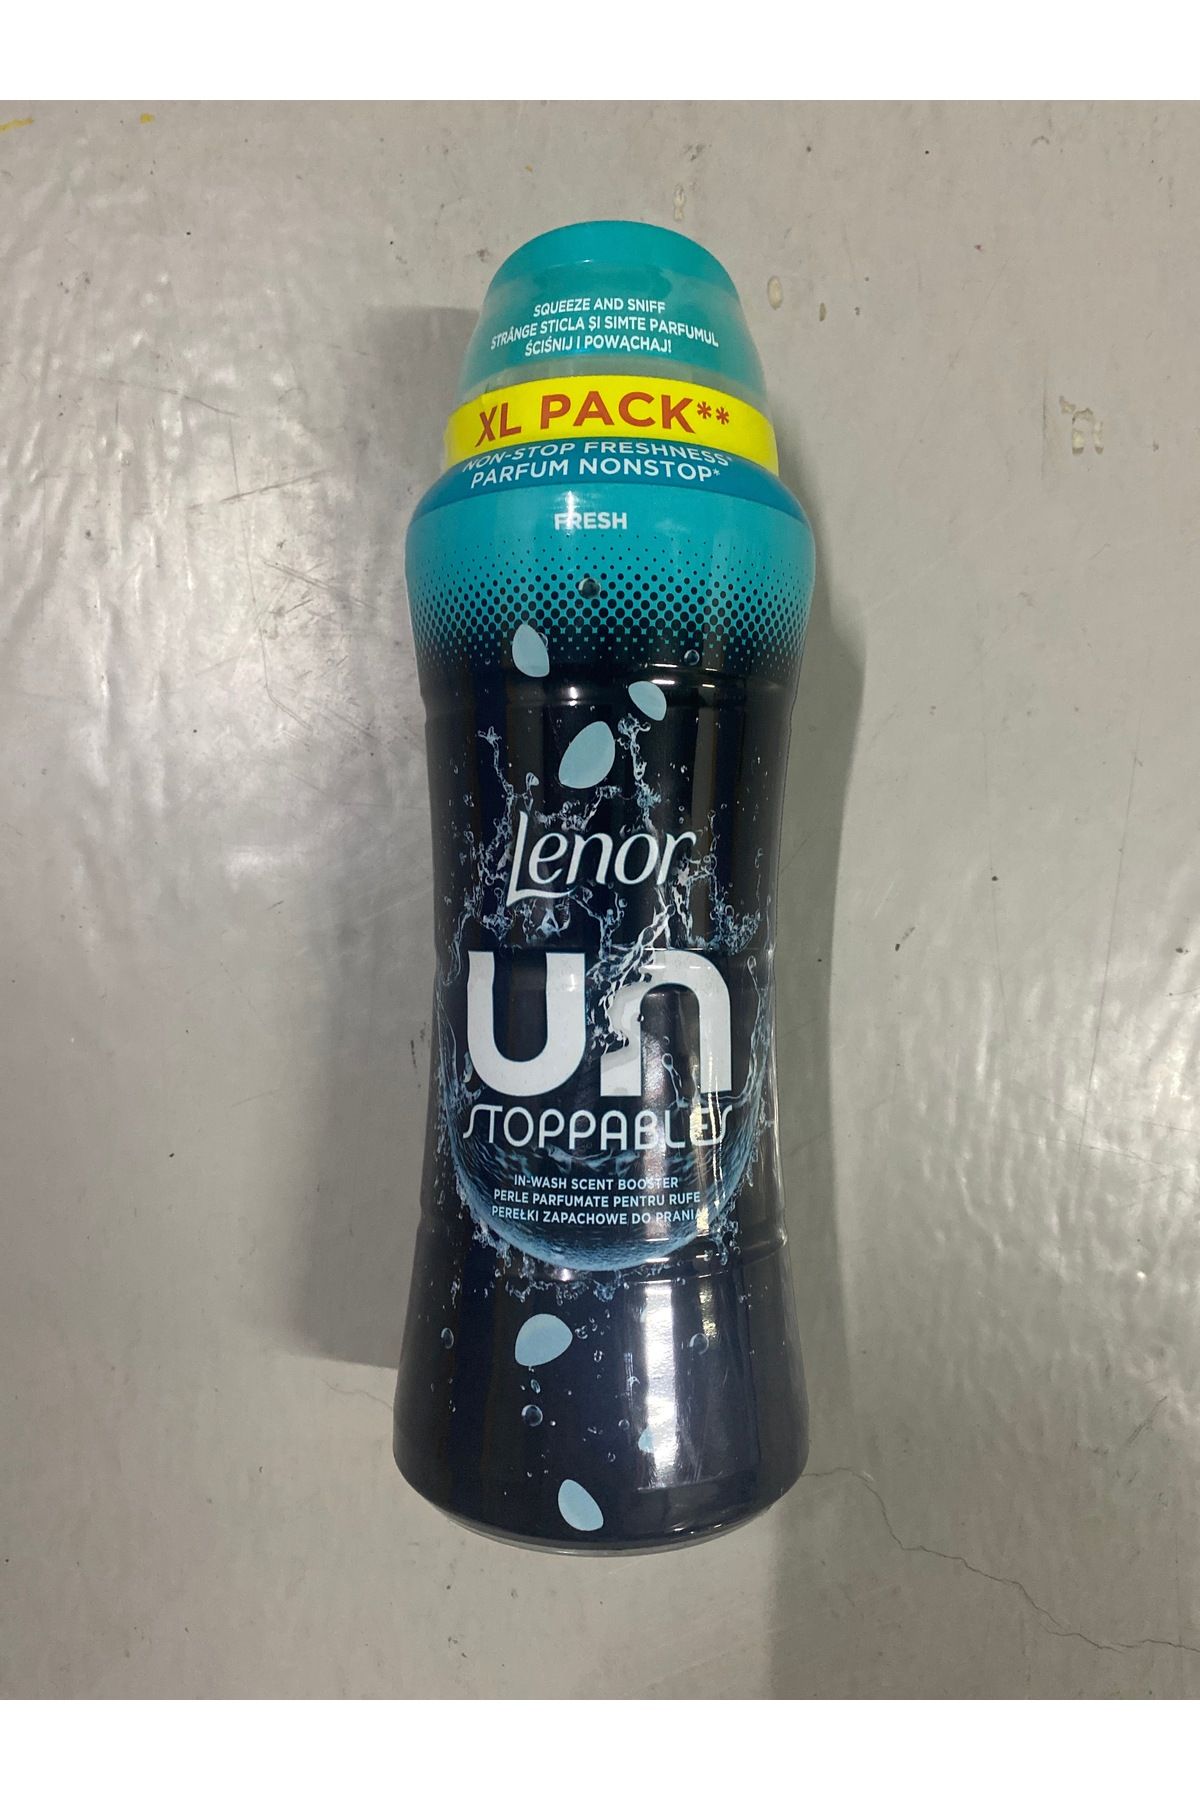 SQUEEZE AND SNIFF
STRÂNGE STICLA ȘI SIMTE PARFUMUL
ŚCIŚNIJ I POWĄCHAJ!
XL PACK**
NON-STOP FRESHNESS*
PARFUM NONSTOP*
FRESH
Lenor
un
STOPPABLES
IN-WASH SCENT BOOSTER
PERLE PARFUMATE PENTRU RUFE
PEREŁKI ZAPACHOWE DO PRANIA